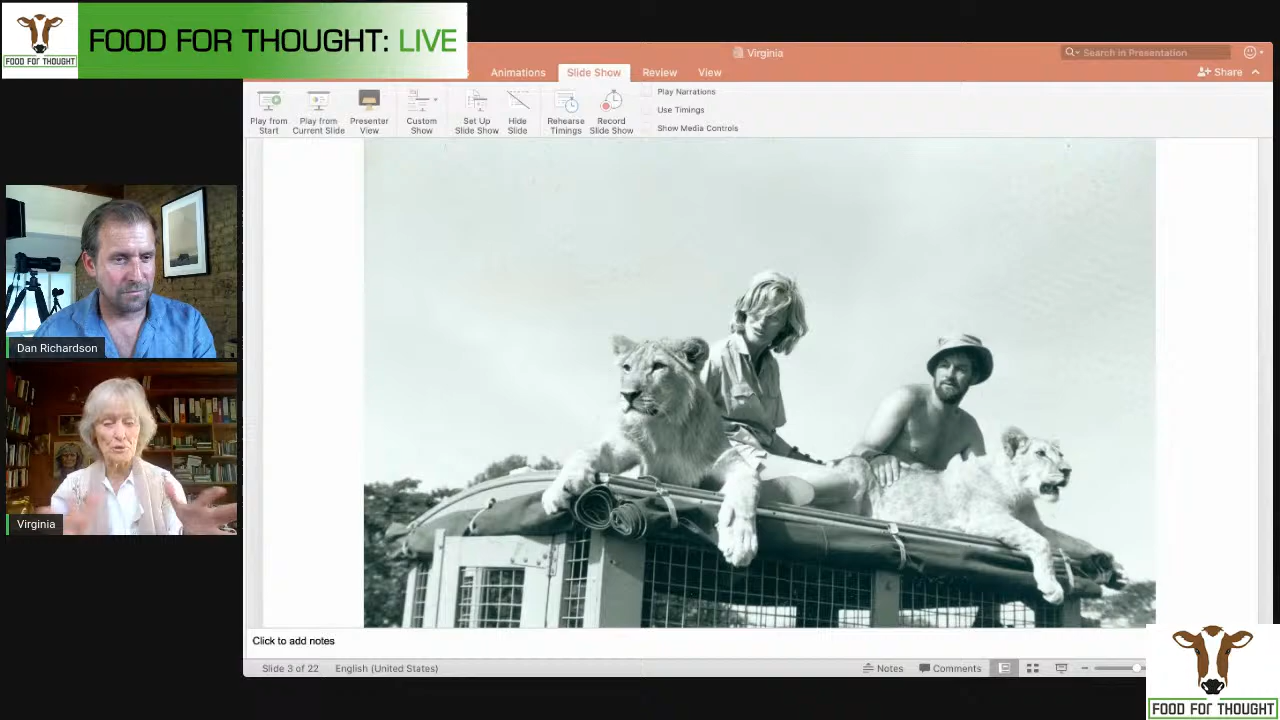 FOOD FOR THOUGHT
FOOD FOR THOUGHT: LIVE
Virginia
Search in Presentation
Animations
Slide Show
Review
View
Share
Play from Start
Play from Current Slide
Presenter View
Custom Show
Set Up Slide Show
Hide Slide
Rehearse Timings
Record Slide Show
Play Narrations
Use Timings
Show Media Controls
Dan Richardson
Virginia
Click to add notes
Slide 3 of 22
English (United States)
Notes
Comments
FOOD FOR THOUGHT